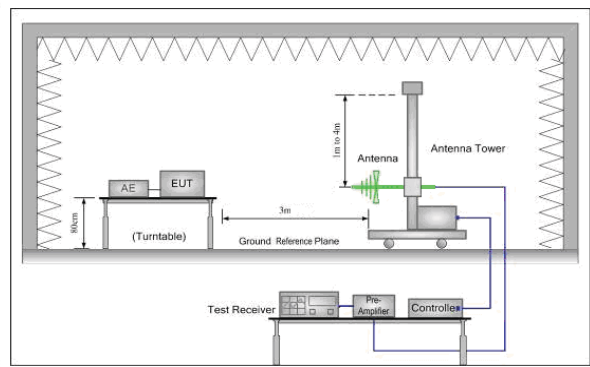 1m to 4m
Antenna
Antenna Tower
AE
EUT
80cm
(Turntable)
3m
Ground Reference Plane
Test Receiver
Pre-
Amplifier
Controller